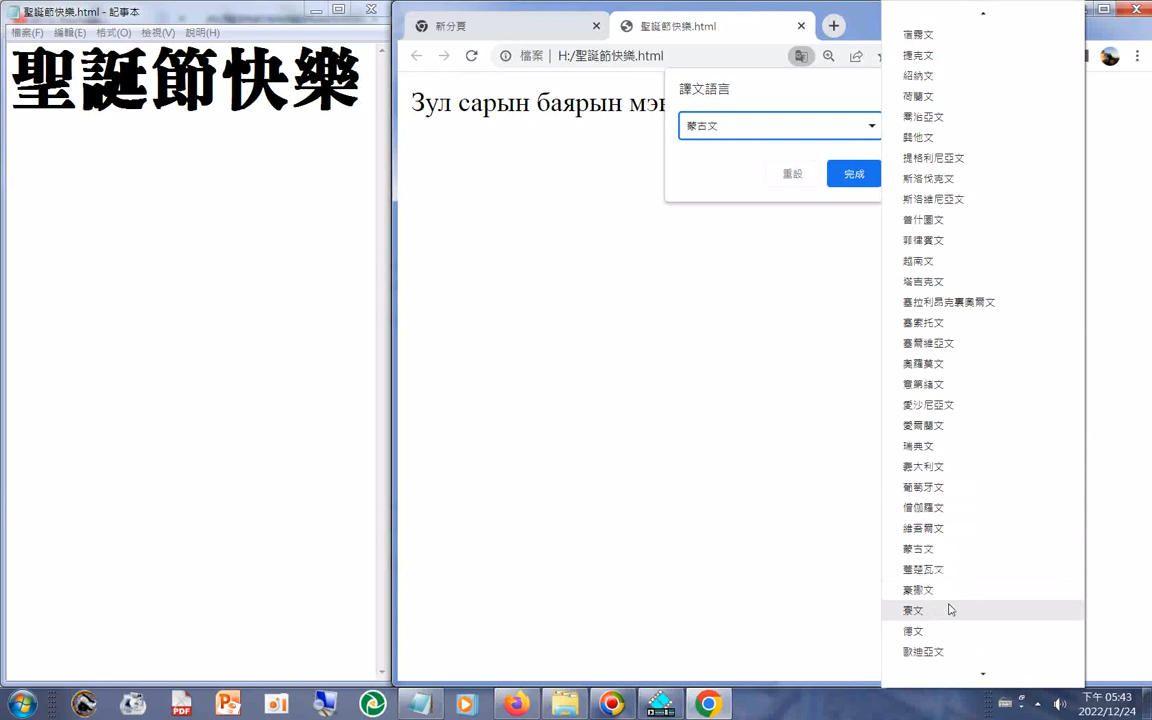 聖誕節快樂.html - 記事本
檔案(F) 編輯(E) 格式(O) 檢視(V) 說明(H)
聖誕節快樂
新分頁
聖誕節快樂.html
檔案 H:/聖誕節快樂.html
Зул сарын баярын мэн
譯文語言
蒙古文
重設
完成
宿霧文
捷克文
紹納文
荷蘭文
喬治亞文
契維文
提格利尼亞文
斯洛伐克文
斯洛維尼亞文
普什圖文
菲律賓文
越南文
塔吉克文
塞拉利昂克裏奧爾文
塞索托文
塞爾維亞文
奧羅莫文
意第緒文
愛沙尼亞文
愛爾蘭文
瑞典文
義大利文
葡萄牙文
僧伽羅文
維吾爾文
蒙古文
蓋楚瓦文
豪撒文
寮文
德文
歐迪亞文
下午 05:43
2022/12/24